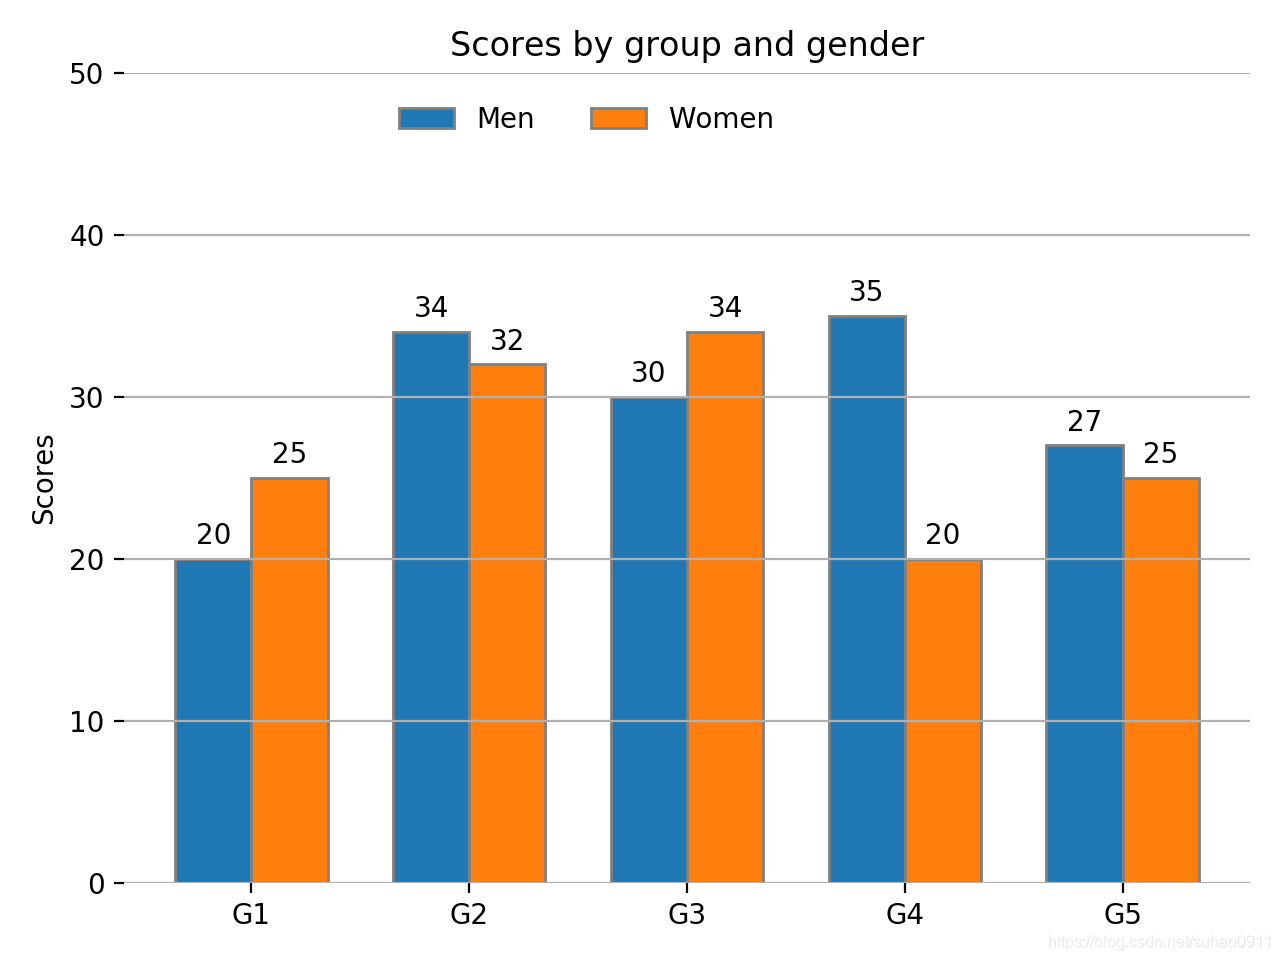 Scores by group and gender
50
Men Women
40
34 32 34 35
30
30
27
25 25
Scores
20 20
20
10
0
G1 G2 G3 G4 G5
https://blog.csdn.net/suhao0911